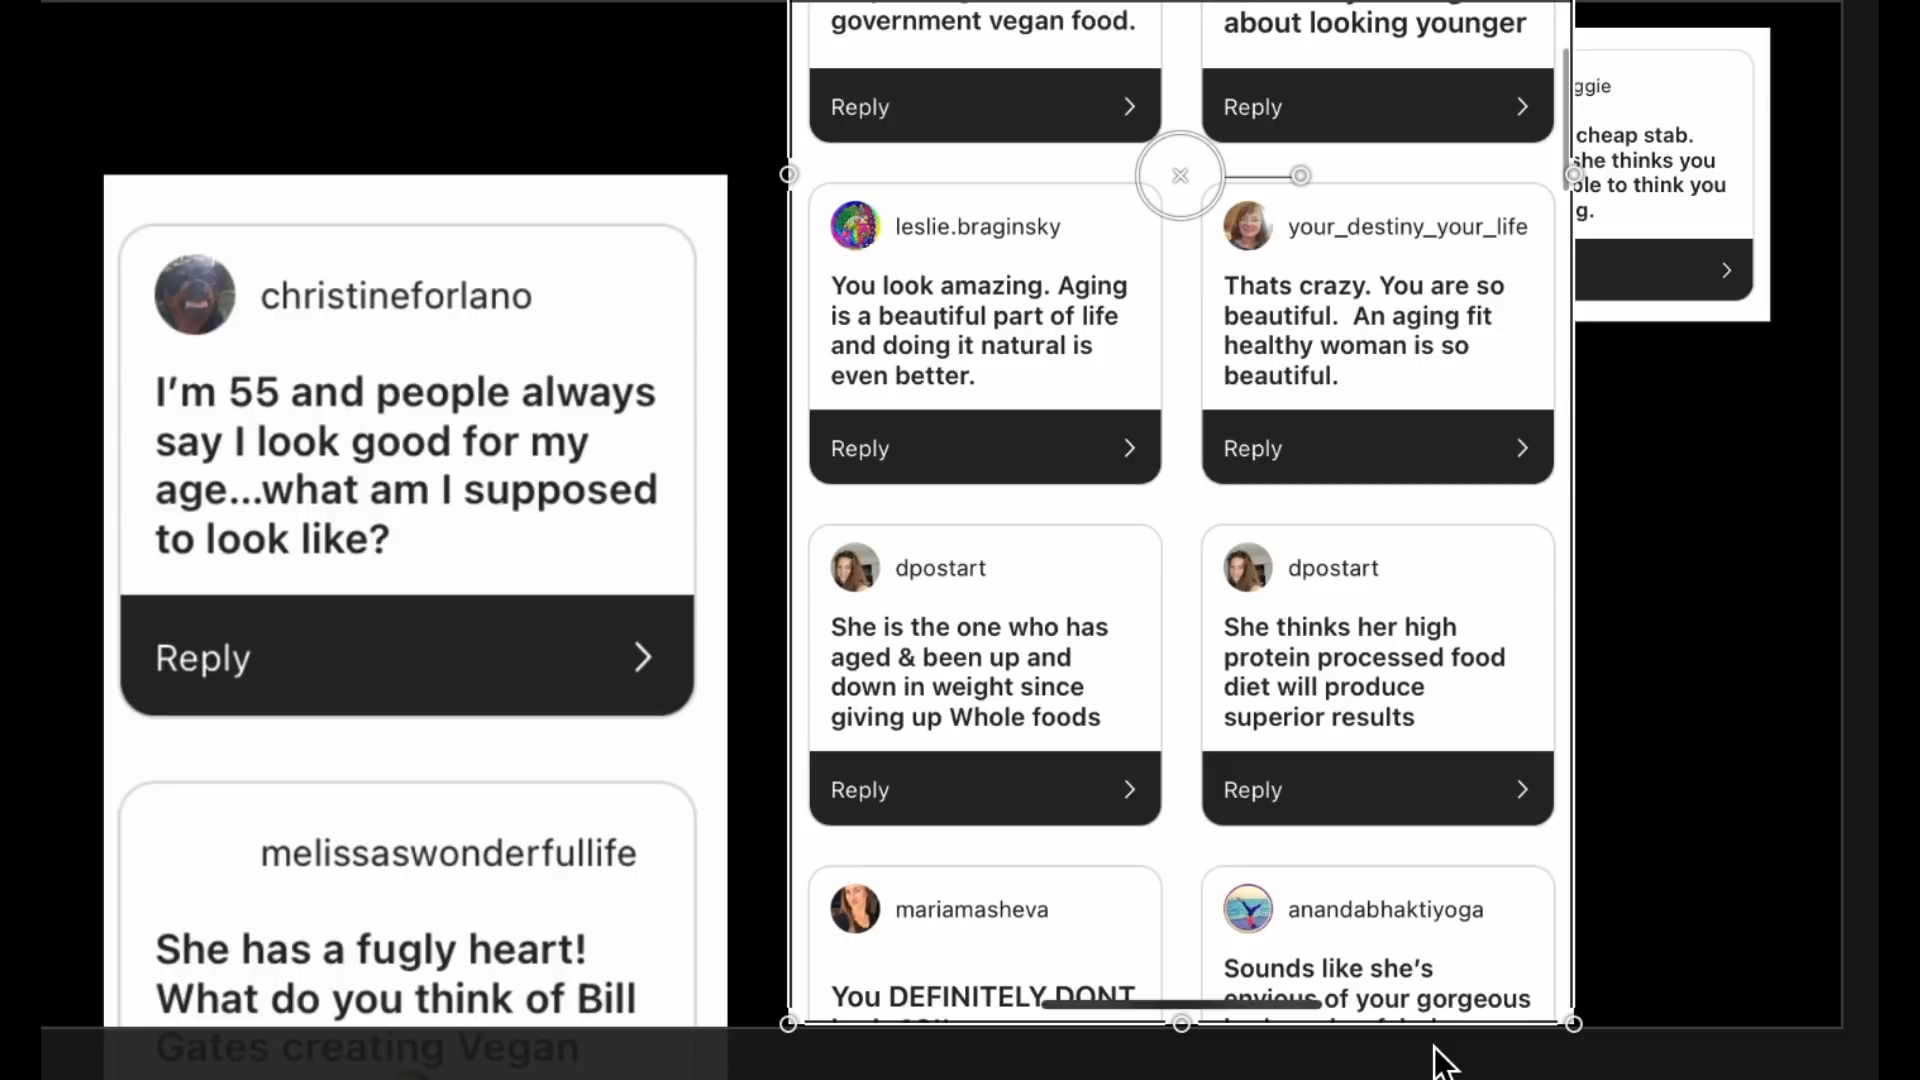 government vegan food.
Reply
about looking younger
Reply
ggie
cheap stab.
she thinks you
ble to think you
g.
christineforlano
I'm 55 and people always
say I look good for my
age...what am I supposed
to look like?
Reply
melissaswonderfullife
She has a fugly heart!
What do you think of Bill
Gates creating Vegan
leslie.braginsky
You look amazing. Aging
is a beautiful part of life
and doing it natural is
even better.
Reply
your_destiny_your_life
Thats crazy. You are so
beautiful.  An aging fit
healthy woman is so
beautiful.
Reply
dpostart
She is the one who has
aged & been up and
down in weight since
giving up Whole foods
Reply
dpostart
She thinks her high
protein processed food
diet will produce
superior results
Reply
mariamasheva
You DEFINITELY DONT
anandabhaktiyoga
Sounds like she's
envious of your gorgeous